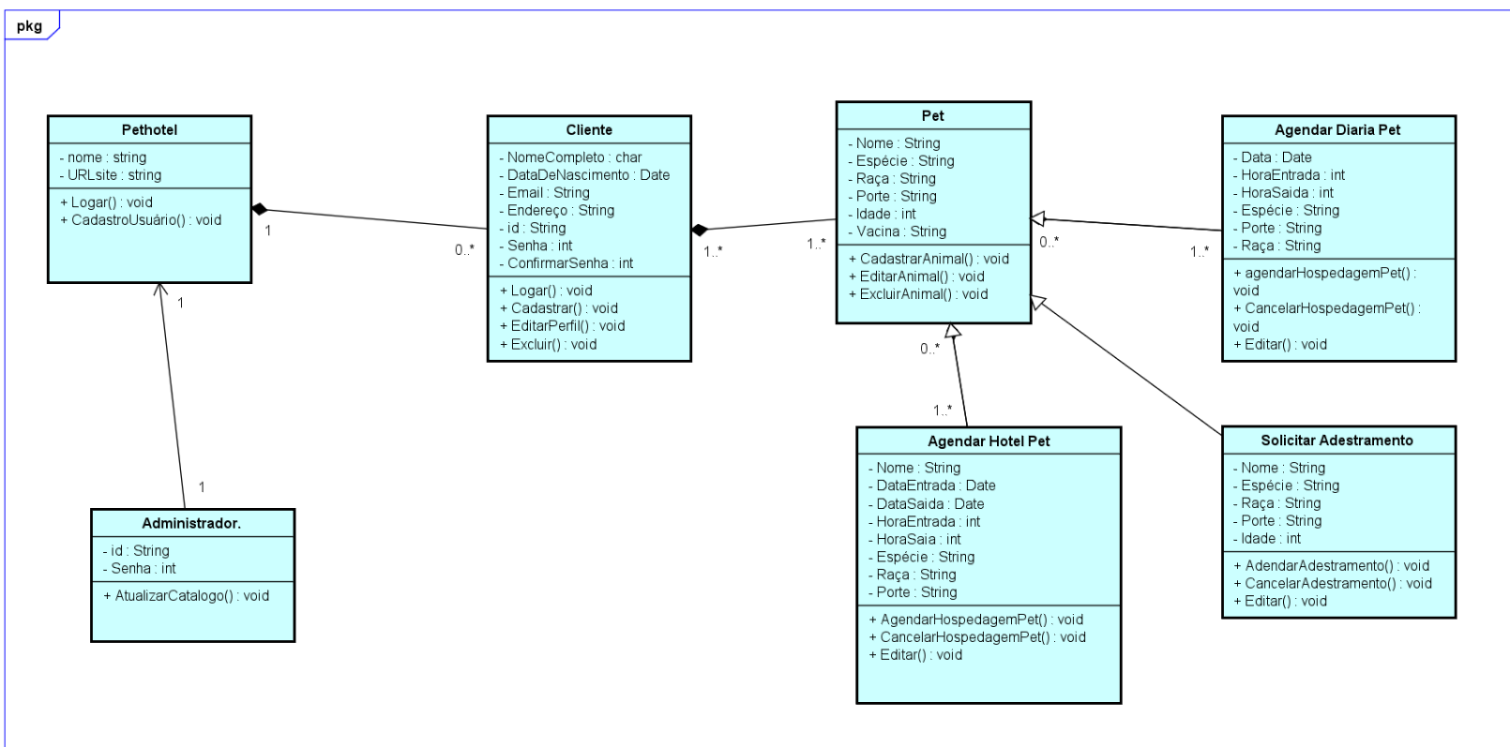 pkg
Pethotel
- nome : string
- URLsite : string
+ Logar() : void
+ CadastroUsuário() : void
1
0..*
Cliente
- NomeCompleto : char
- DataDeNascimento : Date
- Email : String
- Endereço : String
- id : String
- Senha : int
- ConfirmarSenha : int
+ Logar() : void
+ Cadastrar() : void
+ EditarPerfil() : void
+ Excluir() : void
1..*
1..*
Pet
- Nome : String
- Espécie : String
- Raça : String
- Porte : String
- Idade : int
- Vacina : String
+ CadastrarAnimal() : void
+ EditarAnimal() : void
+ ExcluirAnimal() : void
0..*
1..*
Agendar Diaria Pet
- Data : Date
- HoraEntrada : int
- HoraSaida : int
- Espécie : String
- Porte : String
- Raça : String
+ agendarHospedagemPet() :
void
+ CancelarHospedagemPet() :
void
+ Editar() : void
1
1
Administrador.
- id : String
- Senha : int
+ AtualizarCatalogo() : void
0..*
1..*
Agendar Hotel Pet
- Nome : String
- DataEntrada : Date
- DataSaida : Date
- HoraEntrada : int
- HoraSaia : int
- Espécie : String
- Raça : String
- Porte : String
+ AgendarHospedagemPet() : void
+ CancelarHospedagemPet() : void
+ Editar() : void
Solicitar Adestramento
- Nome : String
- Espécie : String
- Raça : String
- Porte : String
- Idade : int
+ AdendarAdestramento() : void
+ CancelarAdestramento() : void
+ Editar() : void